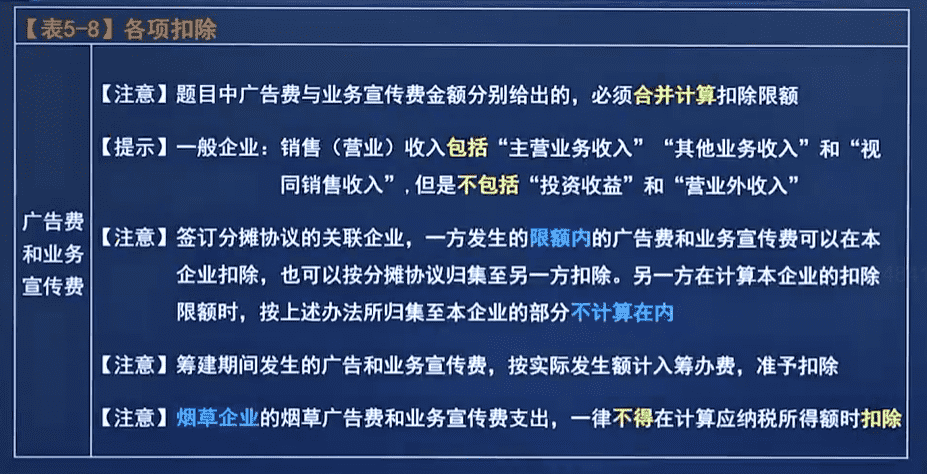 【表5-8】各项扣除
广告费
和业务
宣传费
【注意】题目中广告费与业务宣传费金额分别给出的，必须合并计算扣除限额
【提示】一般企业：销售（营业）收入包括“主营业务收入”“其他业务收入”和“视
同销售收入”,但是不包括“投资收益”和“营业外收入”
【注意】签订分摊协议的关联企业，一方发生的限额内的广告费和业务宣传费可以在本
企业扣除，也可以按分摊协议归集至另一方扣除。另一方在计算本企业的扣除
限额时，按上述办法所归集至本企业的部分不计算在内
【注意】筹建期间发生的广告和业务宣传费，按实际发生额计入筹办费，准予扣除
【注意】烟草企业的烟草广告费和业务宣传费支出，一律不得在计算应纳税所得额时扣除